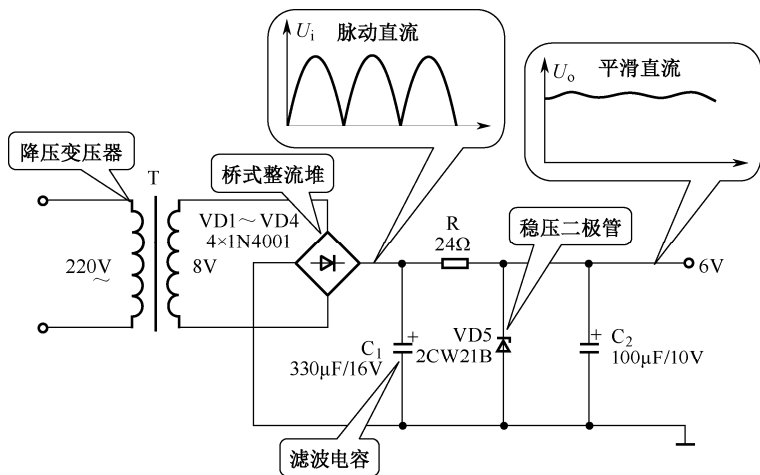 Ui
脉动直流
Uo
平滑直流
降压变压器
T
桥式整流堆
VD1～VD4
4×1N4001
220V
～
8V
R
24Ω
稳压二极管
6V
C1
+
330μF/16V
VD5
2CW21B
+
C2
100μF/10V
滤波电容